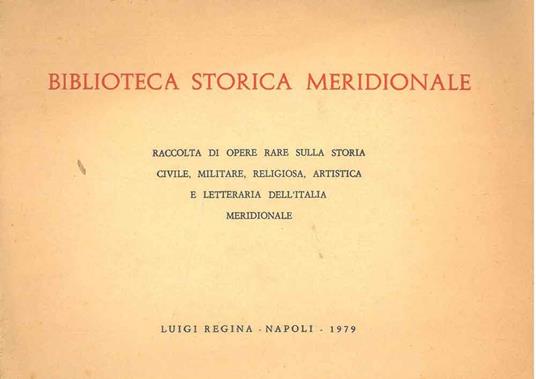 BIBLIOTECA STORICA MERIDIONALE
RACCOLTA DI OPERE RARE SULLA STORIA
CIVILE, MILITARE, RELIGIOSA, ARTISTICA
E LETTERARIA DELL'ITALIA
MERIDIONALE
LUIGI REGINA - NAPOLI - 1979